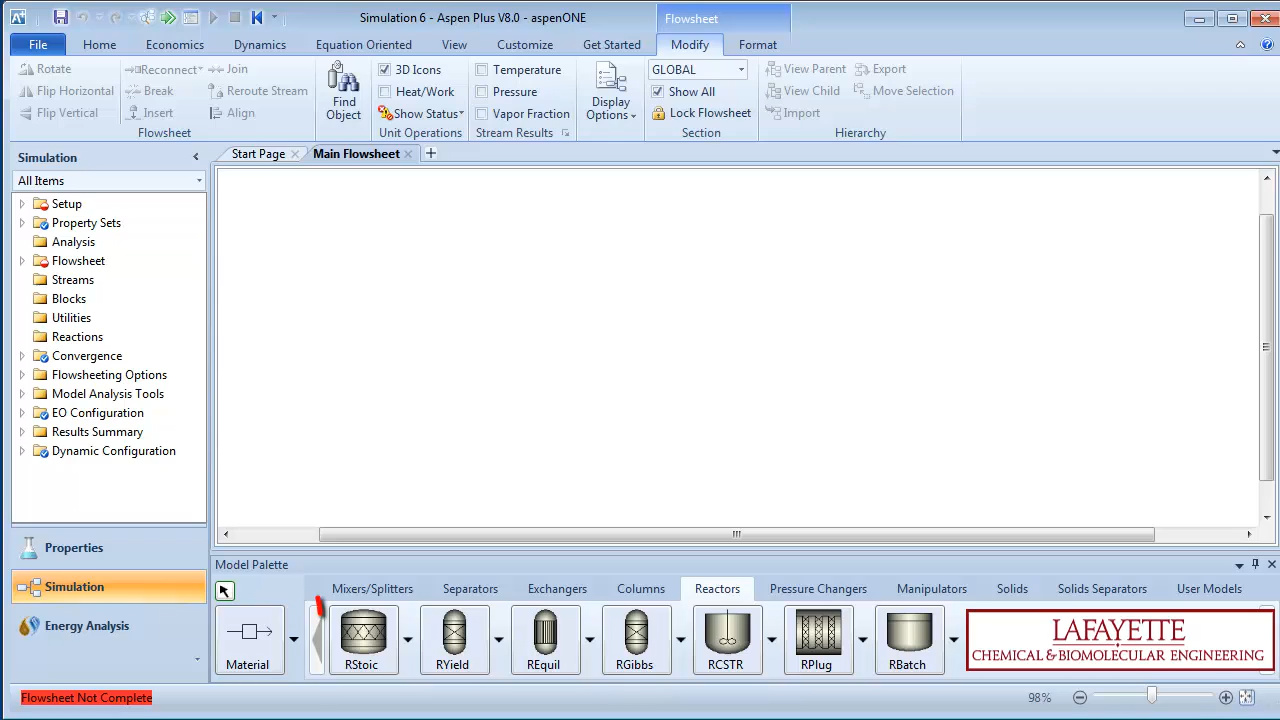 Simulation 6 - Aspen Plus V8.0 - aspenONE
Flowsheet
File Home Economics Dynamics Equation Oriented View Customize Get Started Modify Format
Rotate
Flip Horizontal
Flip Vertical
Reconnect
Break
Insert
Join
Reroute Stream
Align
Flowsheet
Find
Object
3D Icons
Heat/Work
Show Status
Unit Operations
Temperature
Pressure
Vapor Fraction
Stream Results
Display
Options
GLOBAL
Show All
Lock Flowsheet
Section
View Parent
View Child
Import
Export
Move Selection
Hierarchy
Simulation
All Items
Setup
Property Sets
Analysis
Flowsheet
Streams
Blocks
Utilities
Reactions
Convergence
Flowsheeting Options
Model Analysis Tools
EO Configuration
Results Summary
Dynamic Configuration
Properties
Simulation
Energy Analysis
Start Page
Main Flowsheet
Model Palette
Mixers/Splitters Separators Exchangers Columns Reactors Pressure Changers Manipulators Solids Solids Separators User Models
Material
RStoic
RYield
REquil
RGibbs
RCSTR
RPlug
RBatch
LAFAYETTE
CHEMICAL & BIOMOLECULAR ENGINEERING
Flowsheet Not Complete
98%